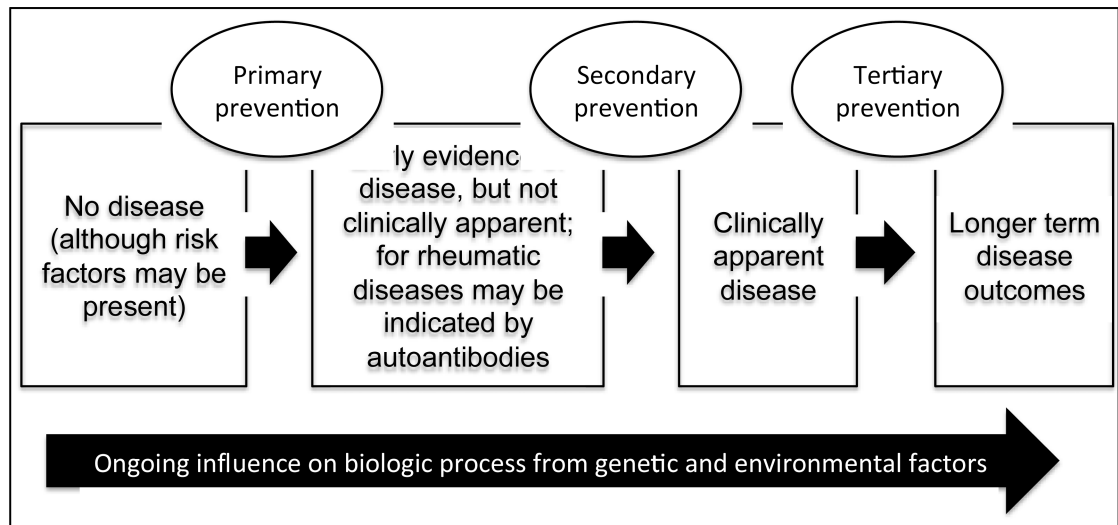 Primary
prevention
Secondary
prevention
Tertiary
prevention
No disease
(although risk
factors may be
present)
evidenc
disease, but not
clinically apparent;
for rheumatic
diseases may be
indicated by
autoantibodies
Clinically
apparent
disease
Longer term
disease
outcomes
Ongoing influence on biologic process from genetic and environmental factors